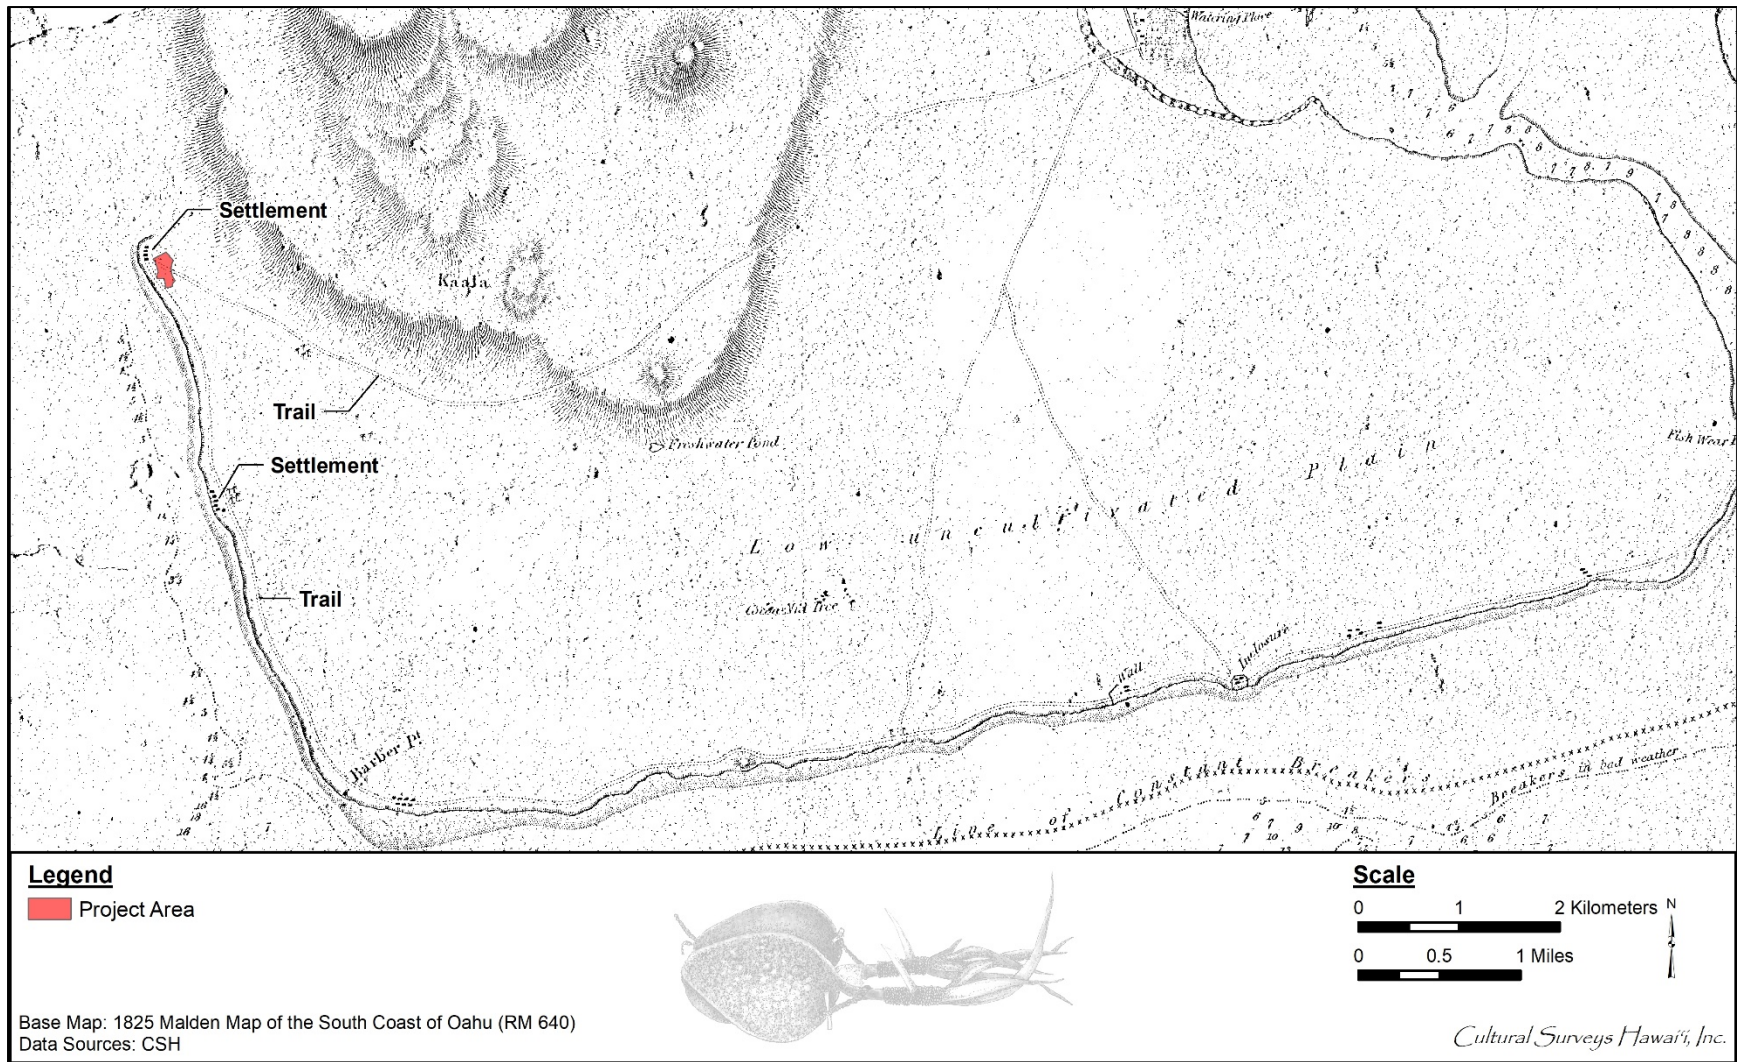 Watering Place
Settlement
Kaala
Trail
Fish Wear
Settlement
Freshwater Pond
Low uncultivated Plain
Trail
Cocoa Nut Tree
Inclosure
Wall
Barber Pt
Line of Constant Breakers
Breakers in bad weather
Legend
Project Area
Scale
0 1 2 Kilometers
N
0 0.5 1 Miles
Base Map: 1825 Malden Map of the South Coast of Oahu (RM 640)
Data Sources: CSH
Cultural Surveys Hawai‘i, Inc.